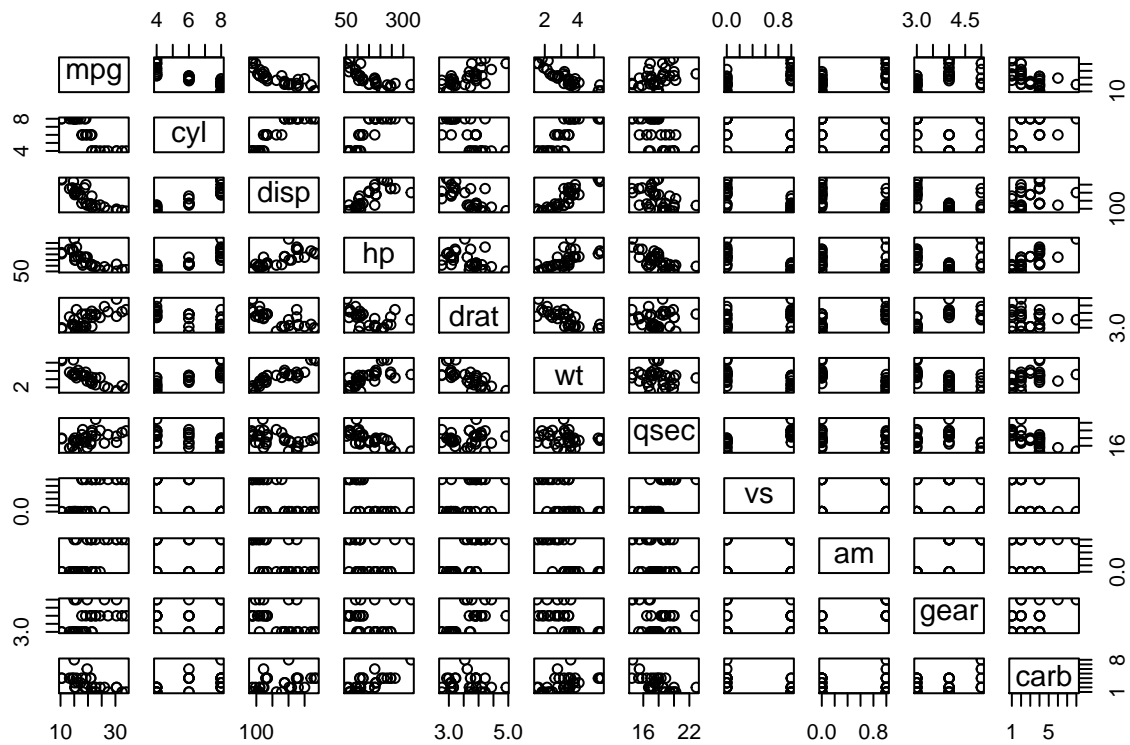 4 6 8 50 300 2 4 0.0 0.8 3.0 4.5
mpg 10
4 8 cyl
disp 100
50 hp
drat 3.0
2 wt
qsec 16
0.0 vs
am 0.0
3.0 gear
carb 1 8
10 30 100 3.0 5.0 16 22 0.0 0.8 1 5